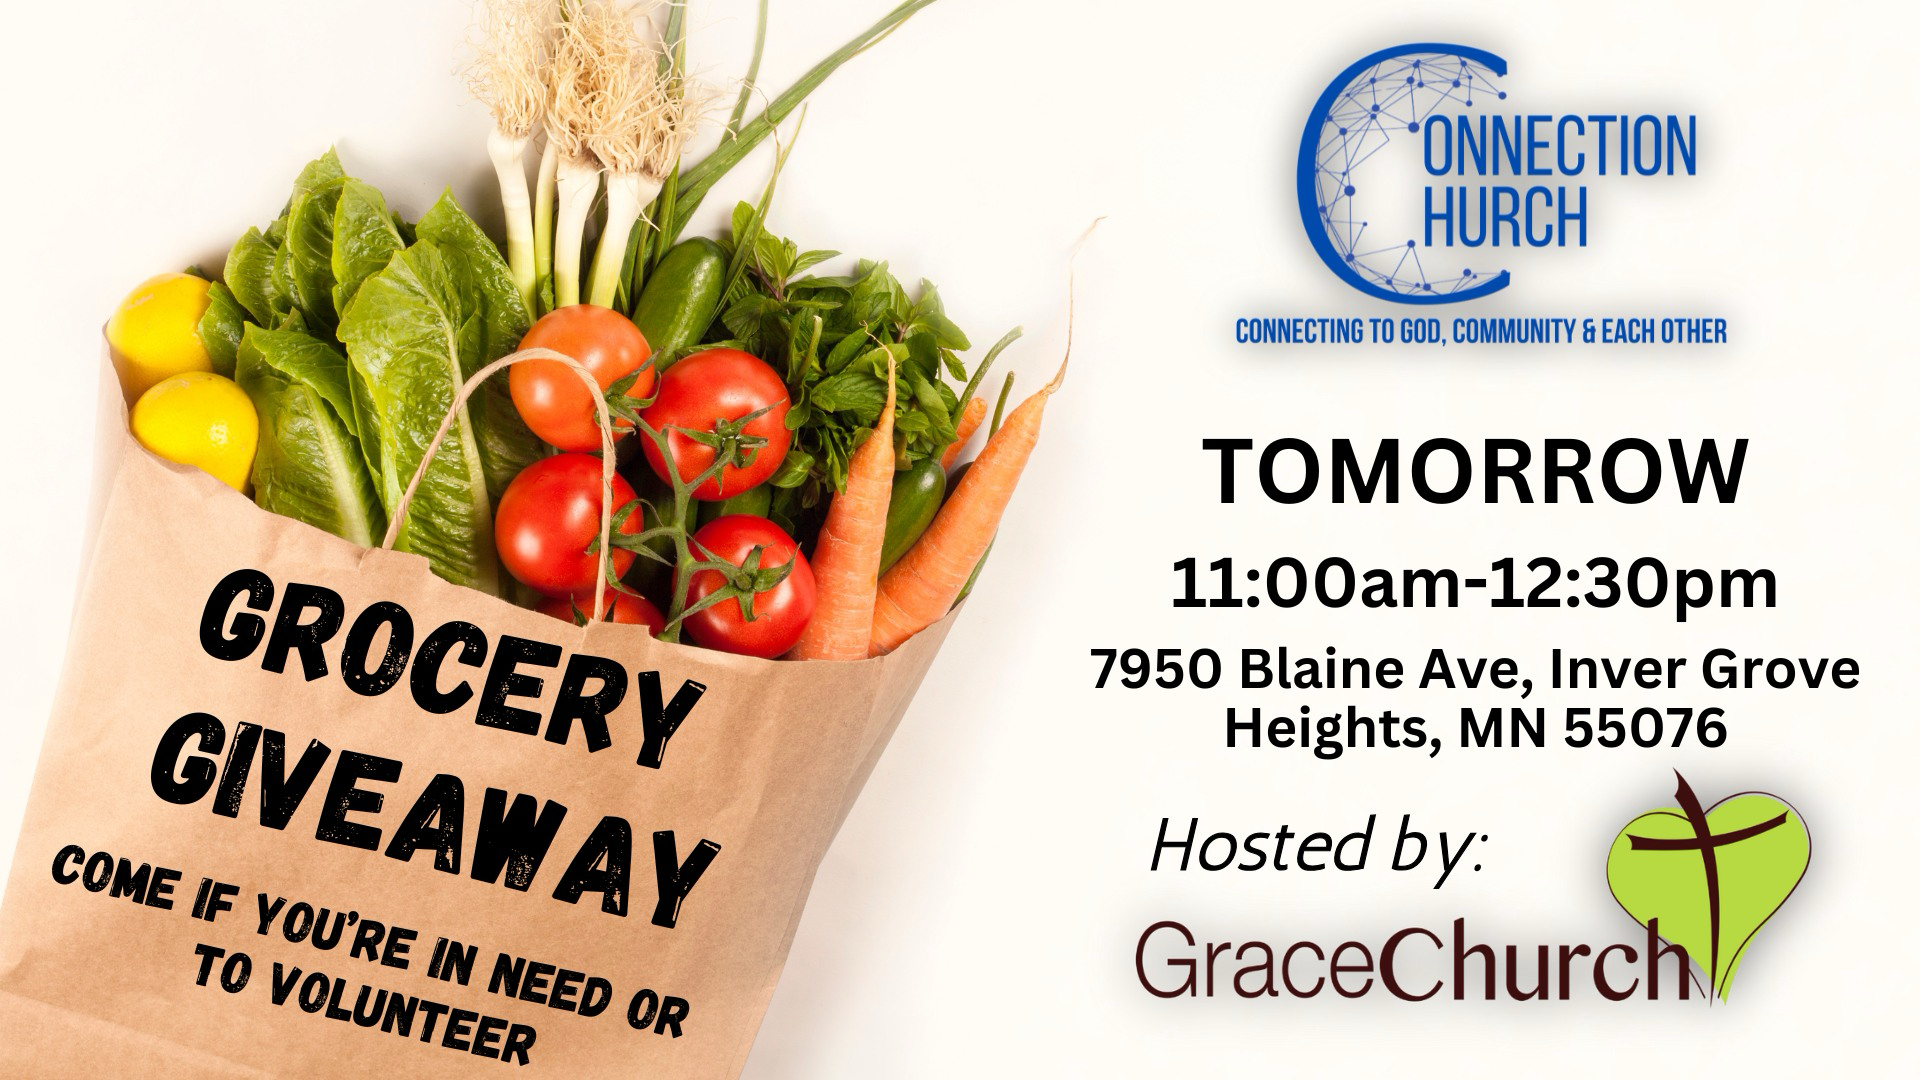 GROCERY
GIVEAWAY
COME IF YOU'RE IN NEED OR
TO VOLUNTEER
CONNECTION
CHURCH
CONNECTING TO GOD, COMMUNITY & EACH OTHER
TOMORROW
11:00am-12:30pm
7950 Blaine Ave, Inver Grove
Heights, MN 55076
Hosted by:
GraceChurch